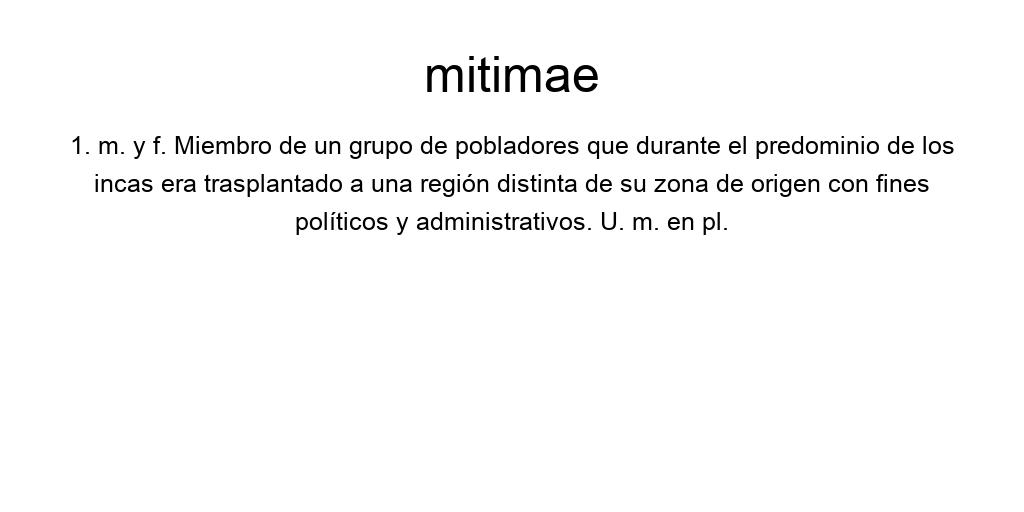 mitimae
1. m. y f. Miembro de un grupo de pobladores que durante el predominio de los
incas era trasplantado a una región distinta de su zona de origen con fines
políticos y administrativos. U. m. en pl.